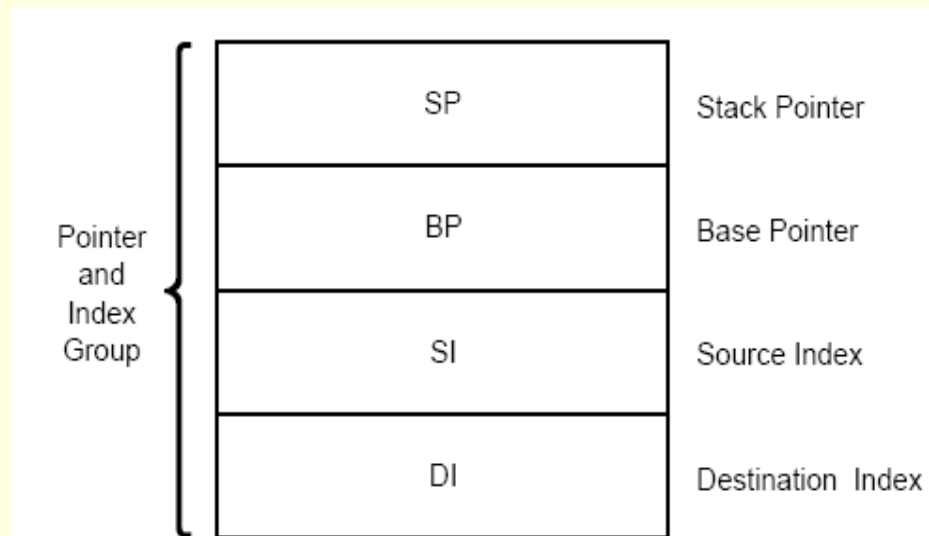 SP
Stack Pointer
BP
Base Pointer
Pointer
and
Index
Group
SI
Source Index
DI
Destination Index